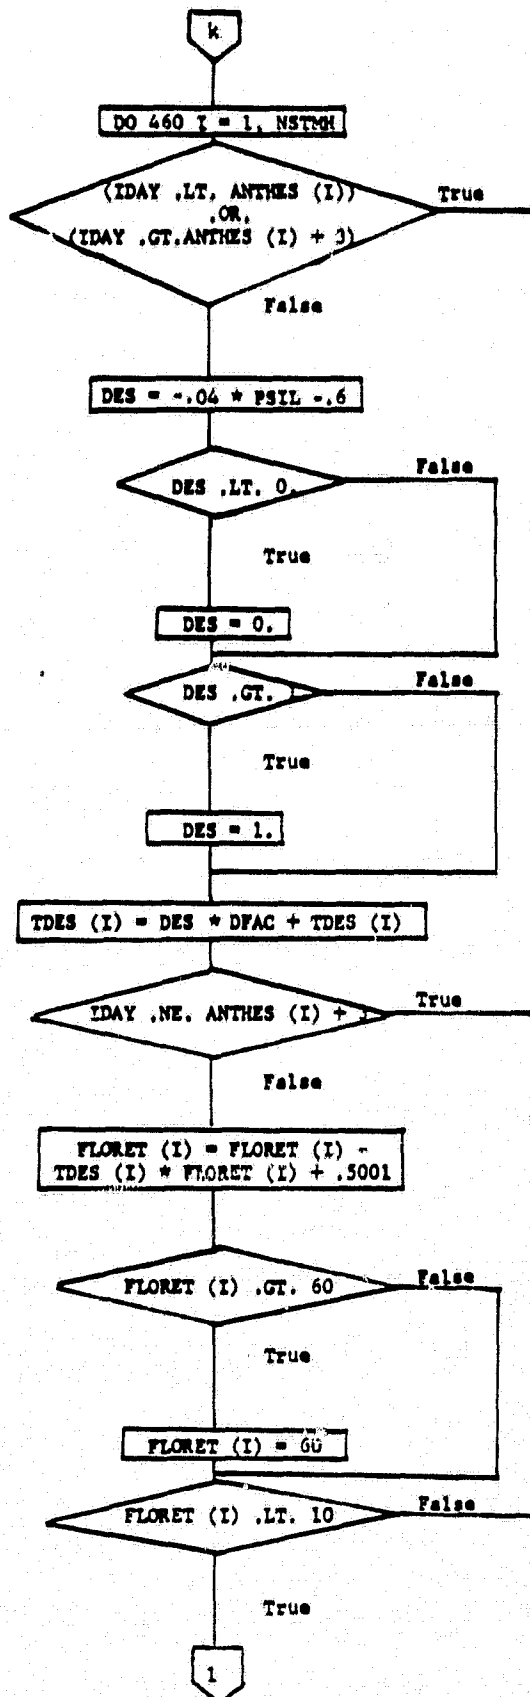 k
DO 460 I = 1, NSTMH
(IDAY .LT. ANTHES (I))
.OR.
(IDAY .GT.ANTHES (I) + 3)
True
False
DES = -.04 * PSIL -.6
DES .LT. 0.
False
True
DES = 0.
DES .GT.
False
True
DES = 1.
TDES (I) = DES * DFAC + TDES (I)
IDAY .NE. ANTHES (I) + 3
True
False
FLORET (I) = FLORET (I) -
TDES (I) * FLORET (I) + .5001
FLORET (I) .GT. 60
False
True
FLORET (I) = 60
FLORET (I) .LT. 10
False
True
1